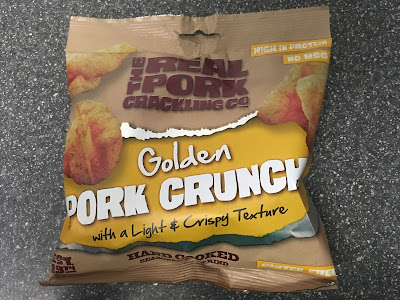 THE REAL
PORK
CRACKLING CO
HIGH IN PROTEIN
NO MSG
Golden
PORK CRUNCH
with a Light & Crispy Texture
HAND COOKED
EST.